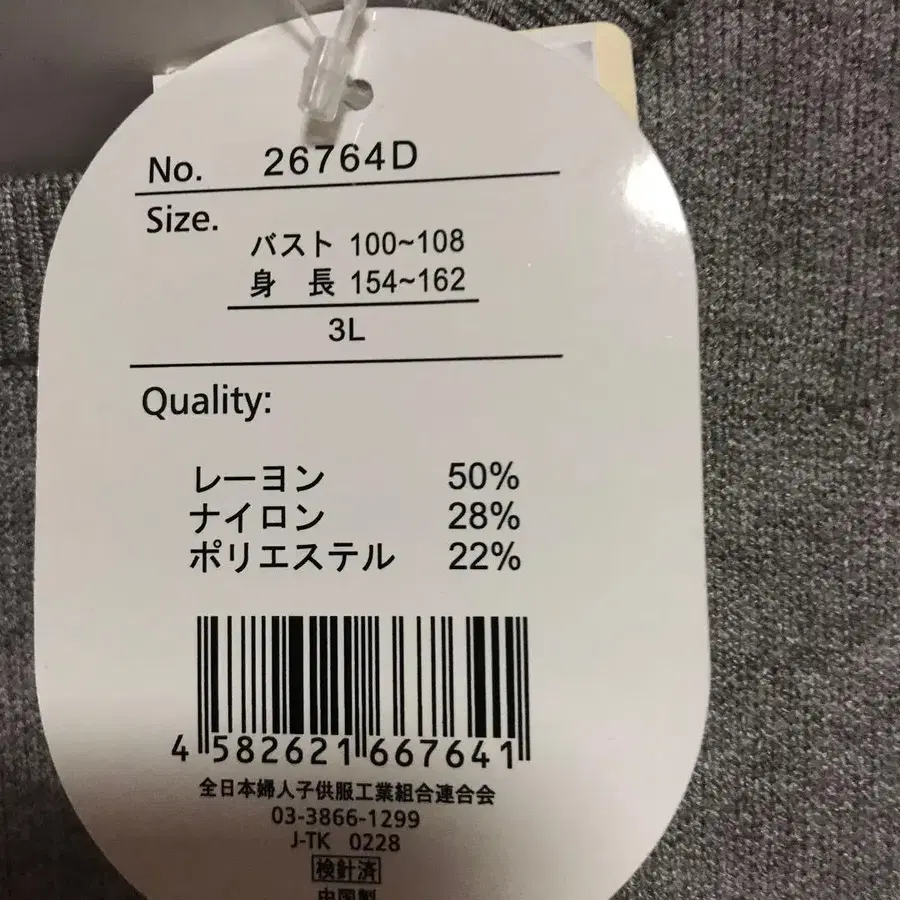 No. 26764D
Size.
バスト 100~108
身 長 154~162
3L
Quality:
レーヨン 50%
ナイロン 28%
ポリエステル 22%
4 582621 667641
全日本婦人子供服工業組合連合会
03-3866-1299
J-TK 0228
検針済
中国製